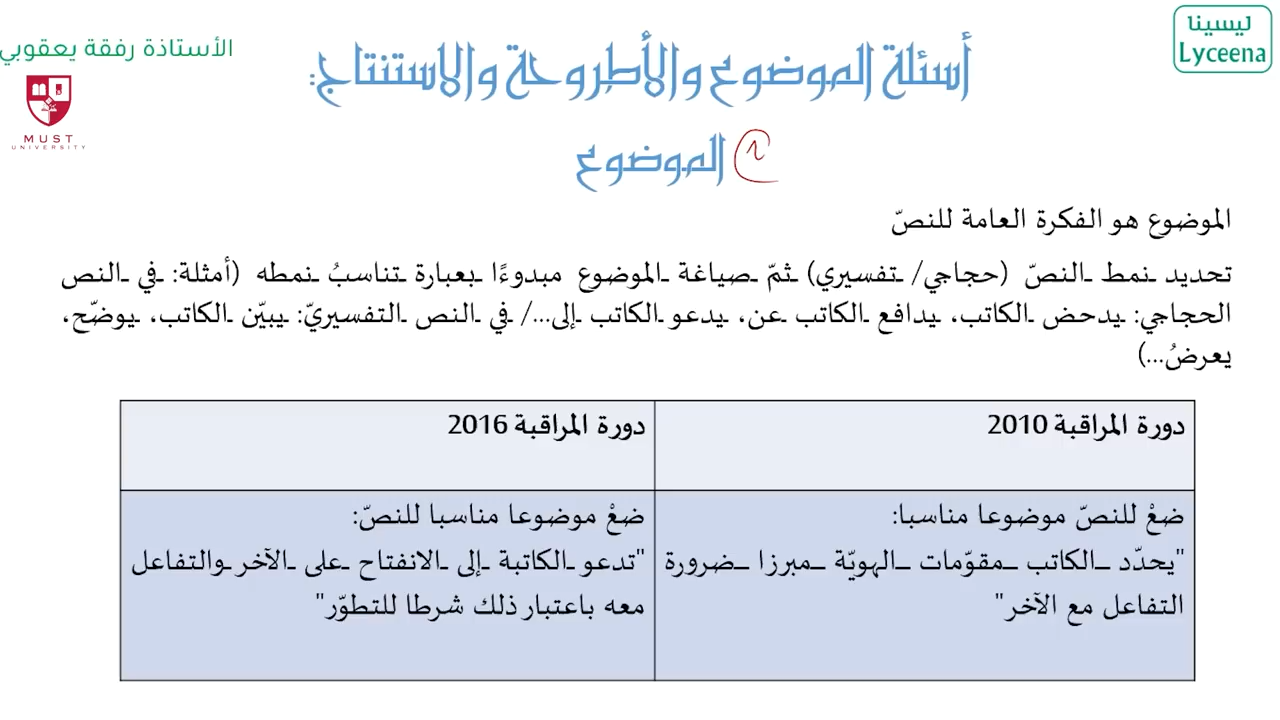 ليسينا
Lyceena
الأستاذة رفقة يعقوبي
MUST
UNIVERSITY
أسئلة الموضوع والأطروحة والاستنتاج:
الموضوع
الموضوع هو الفكرة العامة للنصّ
تحديد نمط النصّ (حجاجي/ تفسيري) ثمّ صياغة الموضوع مبدوءًا بعبارة تناسبُ نمطه (أمثلة: في النص
الحجاجي: يدحض الكاتب، يدافع الكاتب عن، يدعو الكاتب إلى.../ في النص التفسيريّ: يبيّن الكاتب، يوضّح،
يعرضُ...)
دورة المراقبة 2010
دورة المراقبة 2016
ضعْ للنصّ موضوعا مناسبا:
"يحدّد الكاتب مقوّمات الهويّة مبرزا ضرورة
التفاعل مع الآخر"
ضعْ موضوعا مناسبا للنصّ:
"تدعو الكاتبة إلى الانفتاح على الآخر والتفاعل
معه باعتبار ذلك شرطا للتطوّر"